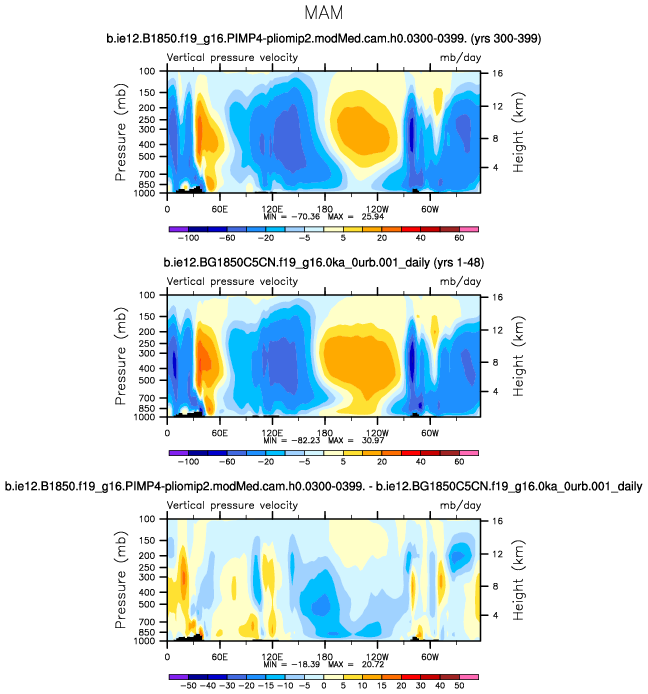 MAM
b.ie12.B1850.f19_g16.PIMP4-pliomip2.modMed.cam.h0.0300-0399. (yrs 300-399)
Vertical pressure velocity mb/day
Pressure (mb)
100
150
200
250
300
400
500
700
850
1000
16
12
8
4
Height (km)
0 60E 120E 180 120W 60W
MIN = -70.36 MAX = 25.94
-100 -60 -20 -5 5 20 40 60
b.ie12.BG1850C5CN.f19_g16.0ka_0urb.001_daily (yrs 1-48)
Vertical pressure velocity mb/day
Pressure (mb)
100
150
200
250
300
400
500
700
850
1000
16
12
8
4
Height (km)
0 60E 120E 180 120W 60W
MIN = -82.23 MAX = 30.97
-100 -60 -20 -5 5 20 40 60
b.ie12.B1850.f19_g16.PIMP4-pliomip2.modMed.cam.h0.0300-0399. - b.ie12.BG1850C5CN.f19_g16.0ka_0urb.001_daily
Vertical pressure velocity mb/day
Pressure (mb)
100
150
200
250
300
400
500
700
850
1000
16
12
8
4
Height (km)
0 60E 120E 180 120W 60W
MIN = -18.39 MAX = 20.72
-50 -40 -30 -20 -15 -10 -5 0 5 10 15 20 30 40 50